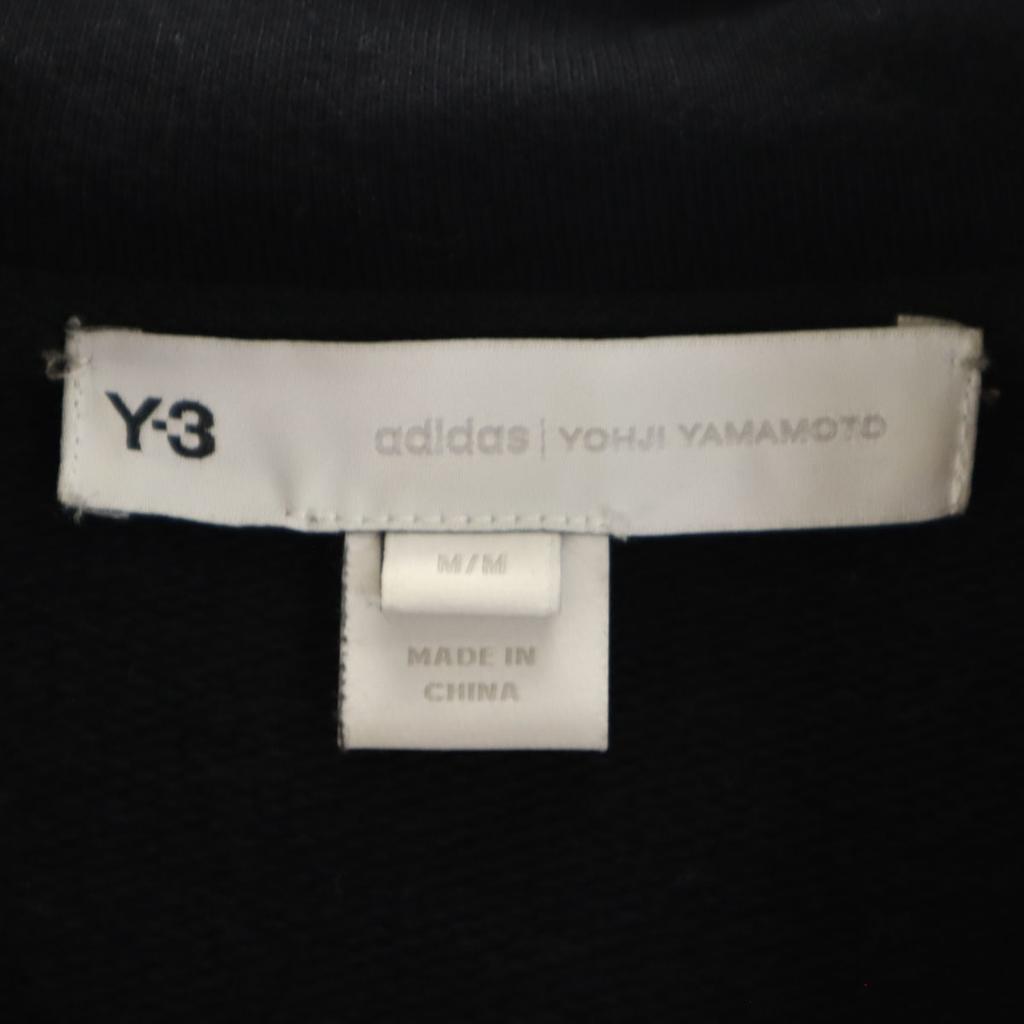 Y-3
adidas | YOHJI YAMAMOTO
M/M
MADE IN
CHINA